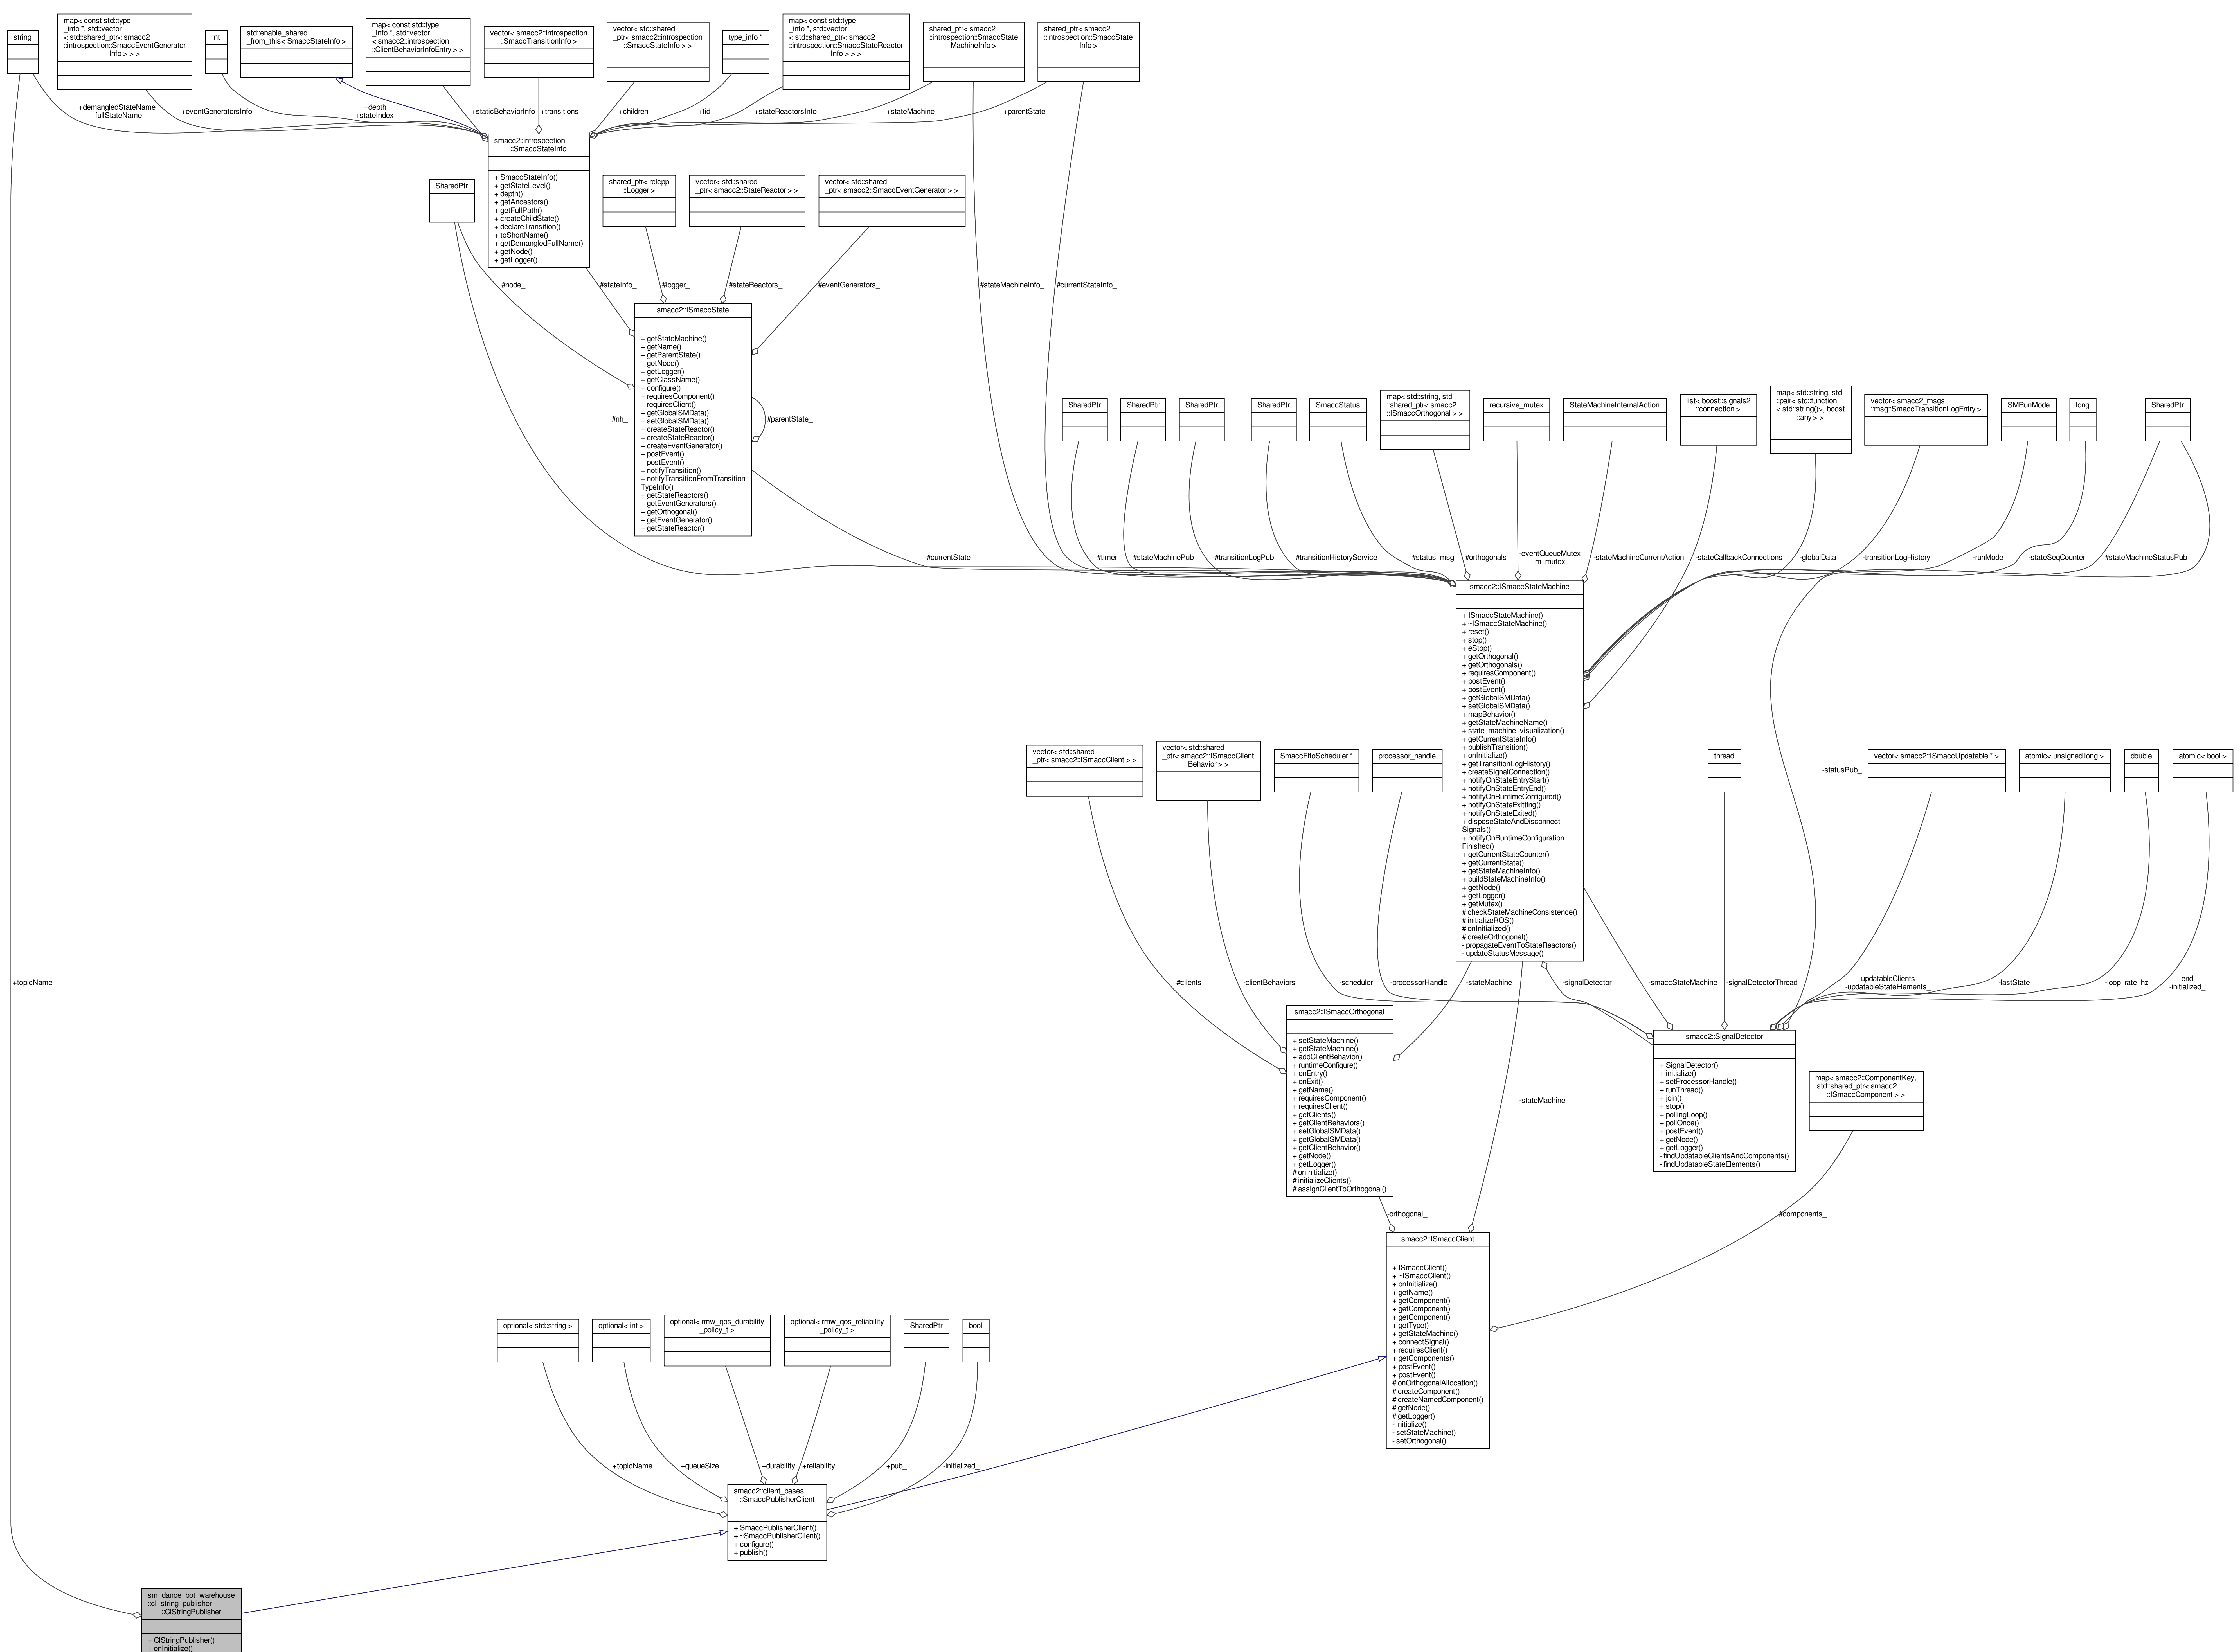 string
map< const std::type
_info *, std::vector
< std::shared_ptr< smacc2
::introspection::SmaccEventGenerator
Info > > >
int
std::enable_shared
_from_this< SmaccStateInfo >
map< const std::type
_info *, std::vector
< smacc2::introspection
::ClientBehaviorInfoEntry > >
vector< smacc2::introspection
::SmaccTransitionInfo >
vector< std::shared
_ptr< smacc2::introspection
::SmaccStateInfo > >
type_info *
map< const std::type
_info *, std::vector
< std::shared_ptr< smacc2
::introspection::SmaccStateReactor
Info > > >
shared_ptr< smacc2
::introspection::SmaccState
MachineInfo >
shared_ptr< smacc2
::introspection::SmaccState
Info >
+demangledStateName
+fullStateName
+eventGeneratorsInfo
+depth_
+stateIndex_
+staticBehaviorInfo
+transitions_
+children_
+tid_
+stateReactorsInfo
+stateMachine_
+parentState_
smacc2::introspection
::SmaccStateInfo
+ SmaccStateInfo()
+ getStateLevel()
+ depth()
+ getAncestors()
+ getFullPath()
+ createChildState()
+ declareTransition()
+ toShortName()
+ getDemangledFullName()
+ getNode()
+ getLogger()
SharedPtr
shared_ptr< rclcpp
::Logger >
vector< std::shared
_ptr< smacc2::StateReactor > >
vector< std::shared
_ptr< smacc2::SmaccEventGenerator > >
#node_
#stateInfo_
#logger_
#stateReactors_
#eventGenerators_
#stateMachineInfo_
#currentStateInfo_
smacc2::ISmaccState
+ getStateMachine()
+ getName()
+ getParentState()
+ getNode()
+ getLogger()
+ getClassName()
+ configure()
+ requiresComponent()
+ requiresClient()
+ getGlobalSMData()
+ setGlobalSMData()
+ createStateReactor()
+ createStateReactor()
+ createEventGenerator()
+ postEvent()
+ postEvent()
+ notifyTransition()
+ notifyTransitionFromTransition
TypeInfo()
+ getStateReactors()
+ getEventGenerators()
+ getOrthogonal()
+ getEventGenerator()
+ getStateReactor()
#parentState_
#nh_
SharedPtr
SharedPtr
SharedPtr
SharedPtr
SmaccStatus
map< std::string, std
::shared_ptr< smacc2
::ISmaccOrthogonal > >
recursive_mutex
StateMachineInternalAction
list< boost::signals2
::connection >
map< std::string, std
::pair< std::function
< std::string()>, boost
::any > >
vector< smacc2_msgs
::msg::SmaccTransitionLogEntry >
SMRunMode
long
SharedPtr
#currentState_
#timer_
#stateMachinePub_
#transitionLogPub_
#transitionHistoryService_
#status_msg_
#orthogonals_
-eventQueueMutex_
-m_mutex_
-stateMachineCurrentAction
-stateCallbackConnections
-globalData_
-transitionLogHistory_
-runMode_
-stateSeqCounter_
#stateMachineStatusPub_
smacc2::ISmaccStateMachine
+ ISmaccStateMachine()
+ ~ISmaccStateMachine()
+ reset()
+ stop()
+ eStop()
+ getOrthogonal()
+ getOrthogonals()
+ requiresComponent()
+ postEvent()
+ postEvent()
+ getGlobalSMData()
+ setGlobalSMData()
+ mapBehavior()
+ getStateMachineName()
+ state_machine_visualization()
+ getCurrentStateInfo()
+ publishTransition()
+ onInitialize()
+ getTransitionLogHistory()
+ createSignalConnection()
+ notifyOnStateEntryStart()
+ notifyOnStateEntryEnd()
+ notifyOnRuntimeConfigured()
+ notifyOnStateExitting()
+ notifyOnStateExited()
+ disposeStateAndDisconnect
Signals()
+ notifyOnRuntimeConfiguration
Finished()
+ getCurrentStateCounter()
+ getCurrentState()
+ getStateMachineInfo()
+ buildStateMachineInfo()
+ getNode()
+ getLogger()
+ getMutex()
# checkStateMachineConsistence()
# initializeROS()
# onInitialized()
# createOrthogonal()
- propagateEventToStateReactors()
- updateStatusMessage()
vector< std::shared
_ptr< smacc2::ISmaccClient > >
vector< std::shared
_ptr< smacc2::ISmaccClient
Behavior > >
SmaccFifoScheduler *
processor_handle
thread
-statusPub_
vector< smacc2::ISmaccUpdatable * >
atomic< unsigned long >
double
atomic< bool >
+topicName_
#clients_
-clientBehaviors_
-scheduler_
-processorHandle_
-stateMachine_
-signalDetector_
-smaccStateMachine_
-signalDetectorThread_
-updatableClients_
-updatableStateElements_
-lastState_
-loop_rate_hz
-end_
-initialized_
smacc2::ISmaccOrthogonal
+ setStateMachine()
+ getStateMachine()
+ addClientBehavior()
+ runtimeConfigure()
+ onEntry()
+ onExit()
+ getName()
+ requiresComponent()
+ requiresClient()
+ getClients()
+ getClientBehaviors()
+ setGlobalSMData()
+ getGlobalSMData()
+ getClientBehavior()
+ getNode()
+ getLogger()
# onInitialize()
# initializeClients()
# assignClientToOrthogonal()
smacc2::SignalDetector
+ SignalDetector()
+ initialize()
+ setProcessorHandle()
+ runThread()
+ join()
+ stop()
+ pollingLoop()
+ pollOnce()
+ postEvent()
+ getNode()
+ getLogger()
- findUpdatableClientsAndComponents()
- findUpdatableStateElements()
map< smacc2::ComponentKey,
std::shared_ptr< smacc2
::ISmaccComponent > >
-stateMachine_
-orthogonal_
#components_
smacc2::ISmaccClient
+ ISmaccClient()
+ ~ISmaccClient()
+ onInitialize()
+ getName()
+ getComponent()
+ getComponent()
+ getComponent()
+ getType()
+ getStateMachine()
+ connectSignal()
+ requiresClient()
+ getComponents()
+ postEvent()
+ postEvent()
# onOrthogonalAllocation()
# createComponent()
# createNamedComponent()
# getNode()
# getLogger()
- initialize()
- setStateMachine()
- setOrthogonal()
optional< std::string >
optional< int >
optional< rmw_qos_durability
_policy_t >
optional< rmw_qos_reliability
_policy_t >
SharedPtr
bool
+topicName
+queueSize
+durability
+reliability
+pub_
-initialized_
smacc2::client_bases
::SmaccPublisherClient
+ SmaccPublisherClient()
+ ~SmaccPublisherClient()
+ configure()
+ publish()
sm_dance_bot_warehouse
::cl_string_publisher
::ClStringPublisher
+ ClStringPublisher()
+ onInitialize()